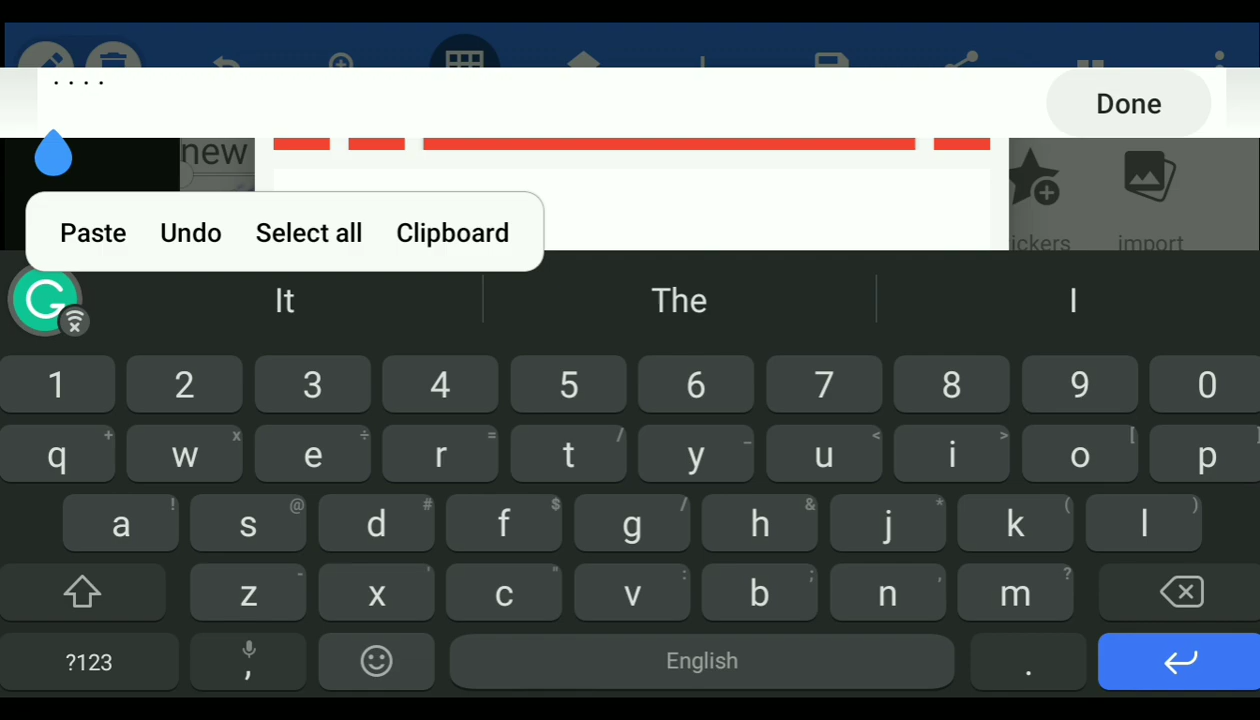 . . . .
Done
new
ickers
import
Paste Undo Select all Clipboard
It The I
1 2 3 4 5 6 7 8 9 0
+ x ÷ = / _ < > [ ]
q w e r t y u i o p
! @ # $ / & * ( )
a s d f g h j k l
- ' " : ; , ?
z x c v b n m
?123 , English .